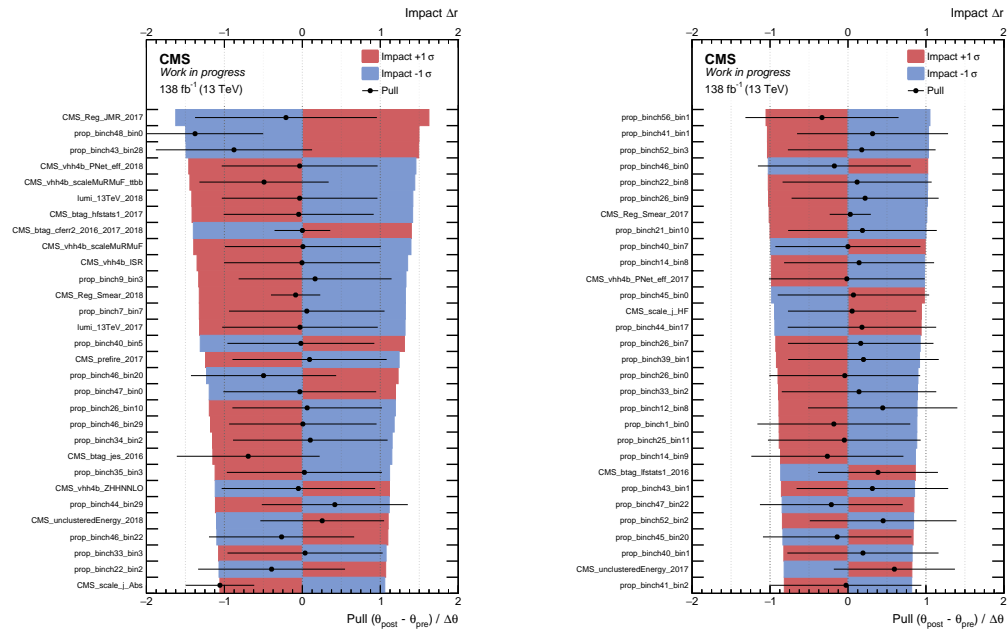 Impact Δr
−2 −1 0 1 2
CMS
Work in progress
138 fb⁻¹ (13 TeV)
Impact +1 σ
Impact -1 σ
Pull
CMS_Reg_JMR_2017
prop_binch48_bin0
prop_binch43_bin28
CMS_vhh4b_PNet_eff_2018
CMS_vhh4b_scaleMuRMuF_ttbb
lumi_13TeV_2018
CMS_btag_hfstats1_2017
CMS_btag_cferr2_2016_2017_2018
CMS_vhh4b_scaleMuRMuF
CMS_vhh4b_ISR
prop_binch9_bin3
CMS_Reg_Smear_2018
prop_binch7_bin7
lumi_13TeV_2017
prop_binch40_bin5
CMS_prefire_2017
prop_binch46_bin20
prop_binch47_bin0
prop_binch26_bin10
prop_binch46_bin29
prop_binch34_bin2
CMS_btag_jes_2016
prop_binch35_bin3
CMS_vhh4b_ZHHNNLO
prop_binch44_bin29
CMS_unclusteredEnergy_2018
prop_binch46_bin22
prop_binch33_bin3
prop_binch22_bin2
CMS_scale_j_Abs
−2 −1 0 1 2
Pull (θpost - θpre) / Δθ
Impact Δr
−2 −1 0 1 2
CMS
Work in progress
138 fb⁻¹ (13 TeV)
Impact +1 σ
Impact -1 σ
Pull
prop_binch56_bin1
prop_binch41_bin1
prop_binch52_bin3
prop_binch46_bin0
prop_binch22_bin8
prop_binch26_bin9
CMS_Reg_Smear_2017
prop_binch21_bin10
prop_binch40_bin7
prop_binch14_bin8
CMS_vhh4b_PNet_eff_2017
prop_binch45_bin0
CMS_scale_j_HF
prop_binch44_bin17
prop_binch26_bin7
prop_binch39_bin1
prop_binch26_bin0
prop_binch33_bin2
prop_binch12_bin8
prop_binch1_bin0
prop_binch25_bin11
prop_binch14_bin9
CMS_btag_lfstats1_2016
prop_binch43_bin1
prop_binch47_bin22
prop_binch52_bin2
prop_binch45_bin20
prop_binch40_bin1
CMS_unclusteredEnergy_2017
prop_binch41_bin2
−2 −1 0 1 2
Pull (θpost - θpre) / Δθ